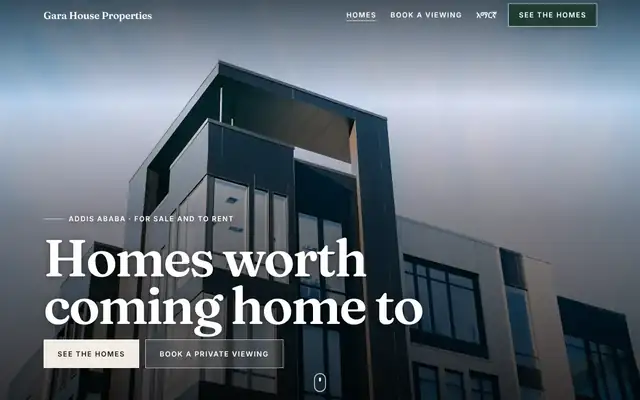 Gara House Properties
HOMES
BOOK A VIEWING
አማርኛ
SEE THE HOMES
ADDIS ABABA · FOR SALE AND TO RENT
Homes worth
coming home to
SEE THE HOMES
BOOK A PRIVATE VIEWING